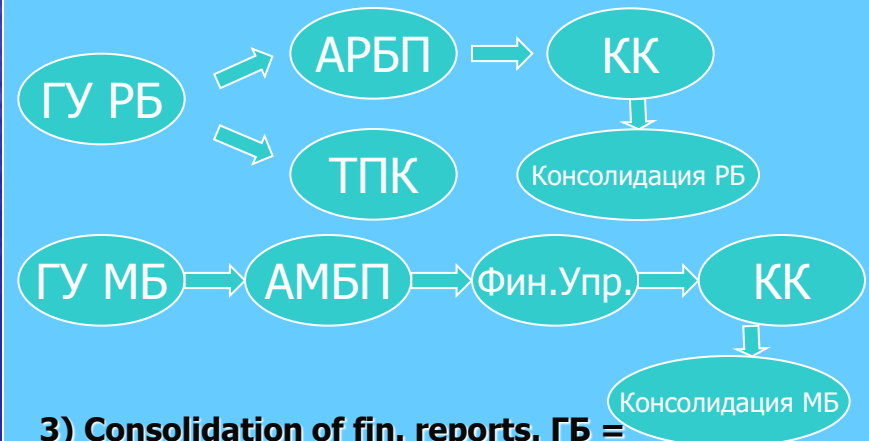 АРБП
КК
ГУ РБ
ТПК
Консолидация РБ
ГУ МБ
АМБП
Фин.Упр.
КК
Консолидация МБ
3) Consolidation of fin. reports. ГБ =